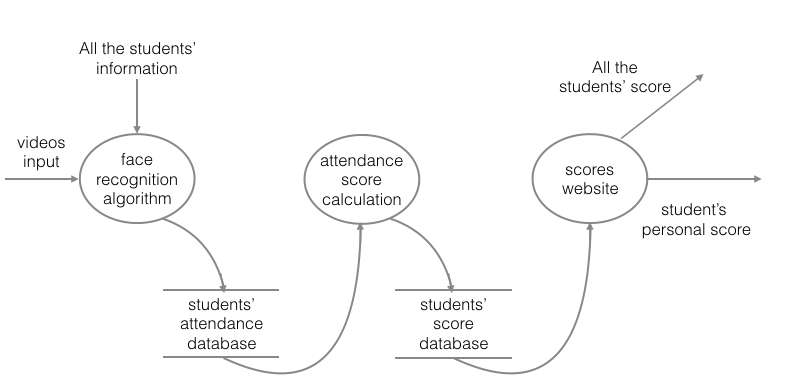 All the students'
information
videos
input
face
recognition
algorithm
students'
attendance
database
attendance
score
calculation
students'
score
database
scores
website
All the
students' score
student's
personal score